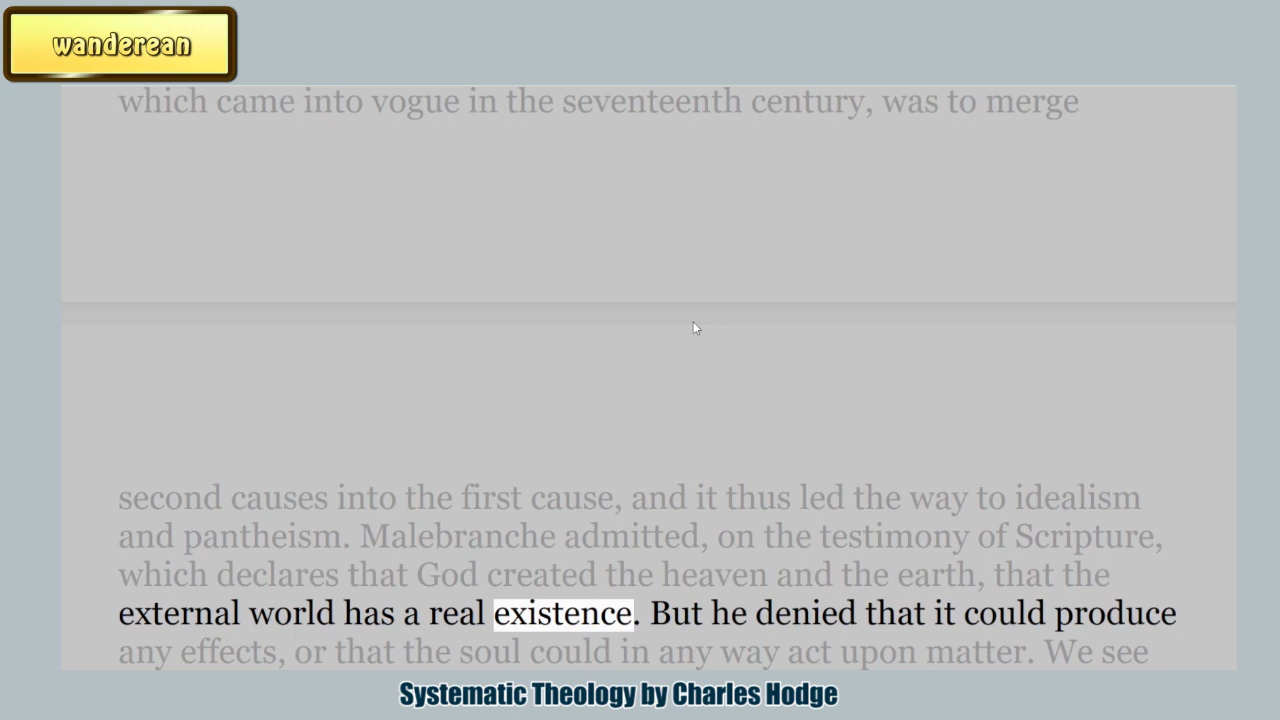 wanderean
which came into vogue in the seventeenth century, was to merge
second causes into the first cause, and it thus led the way to idealism
and pantheism. Malebranche admitted, on the testimony of Scripture,
which declares that God created the heaven and the earth, that the
external world has a real existence. But he denied that it could produce
any effects, or that the soul could in any way act upon matter. We see
Systematic Theology by Charles Hodge